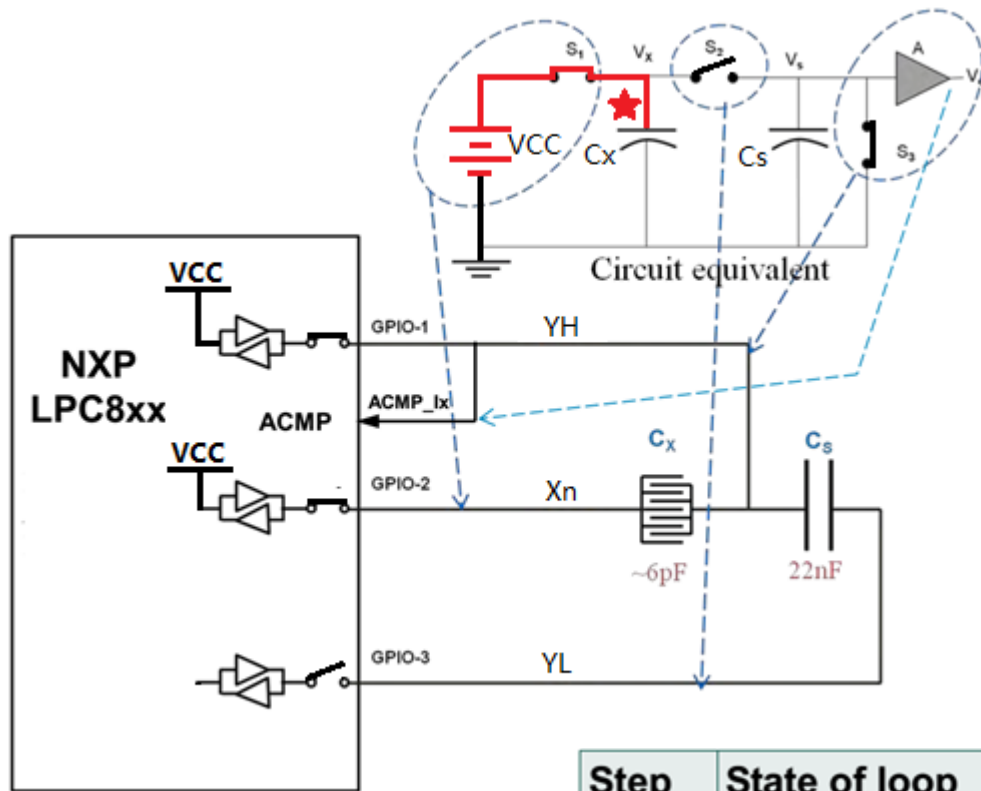 S1
Vx
S2
Vs
A
V
VCC
Cx
Cs
S3
Circuit equivalent
VCC
GPIO-1
YH
NXP
LPC8xx
ACMP
ACMP_Ix
VCC
GPIO-2
Xn
CX
CS
~6pF
22nF
GPIO-3
YL
Step
State of loop